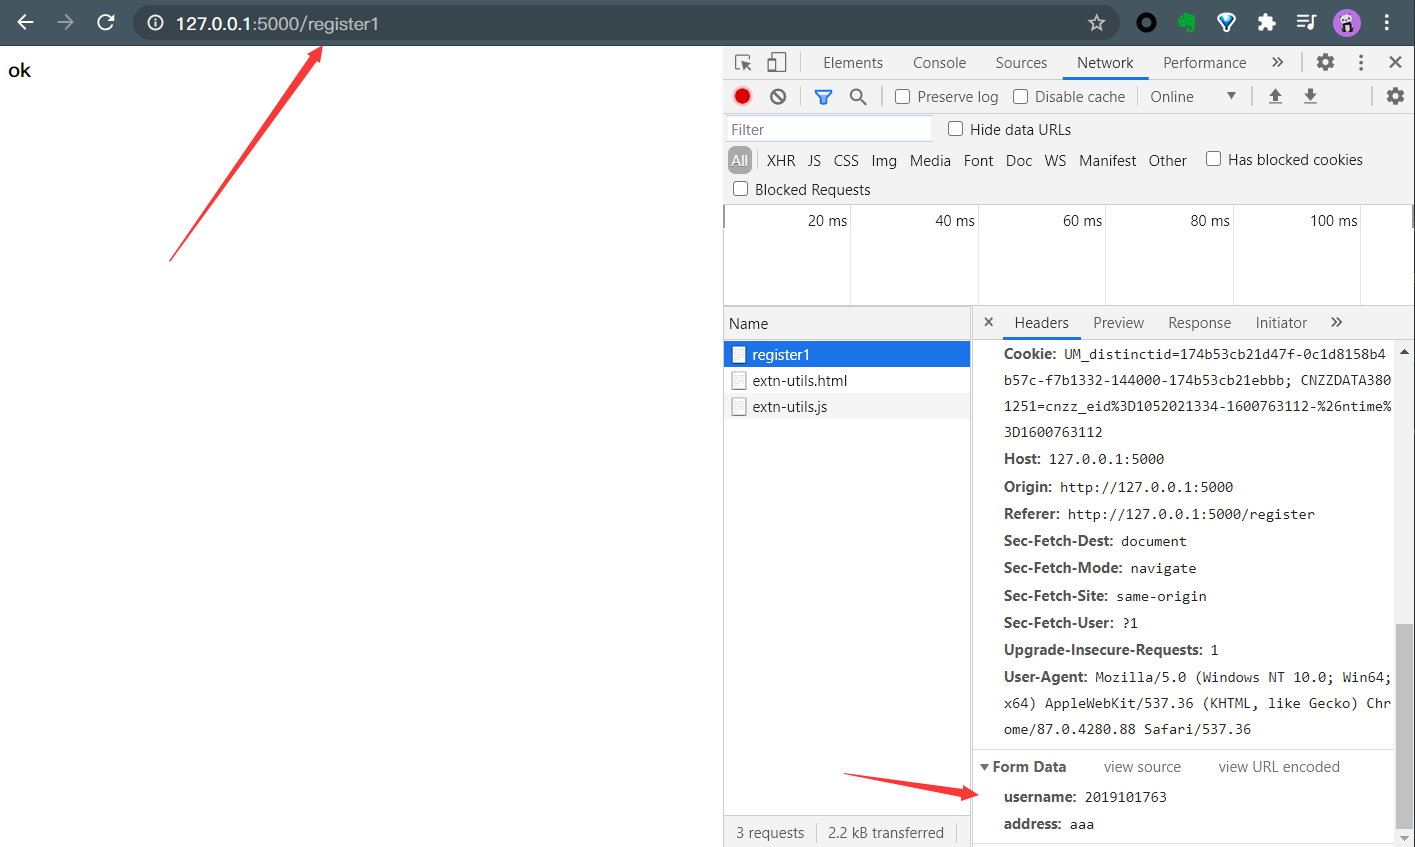 127.0.0.1:5000/register1
ok
Elements Console Sources Network Performance »
Preserve log Disable cache Online
Filter Hide data URLs
All XHR JS CSS Img Media Font Doc WS Manifest Other Has blocked cookies
Blocked Requests
20 ms 40 ms 60 ms 80 ms 100 ms
Name
register1
extn-utils.html
extn-utils.js
3 requests 2.2 kB transferred
Headers Preview Response Initiator »
Cookie: UM_distinctid=174b53cb21d47f-0c1d8158b4
b57c-f7b1332-144000-174b53cb21ebbb; CNZZDATA380
1251=cnzz_eid%3D1052021334-1600763112-%26ntime%
3D1600763112
Host: 127.0.0.1:5000
Origin: http://127.0.0.1:5000
Referer: http://127.0.0.1:5000/register
Sec-Fetch-Dest: document
Sec-Fetch-Mode: navigate
Sec-Fetch-Site: same-origin
Sec-Fetch-User: ?1
Upgrade-Insecure-Requests: 1
User-Agent: Mozilla/5.0 (Windows NT 10.0; Win64;
x64) AppleWebKit/537.36 (KHTML, like Gecko) Chr
ome/87.0.4280.88 Safari/537.36
Form Data view source view URL encoded
username: 2019101763
address: aaa